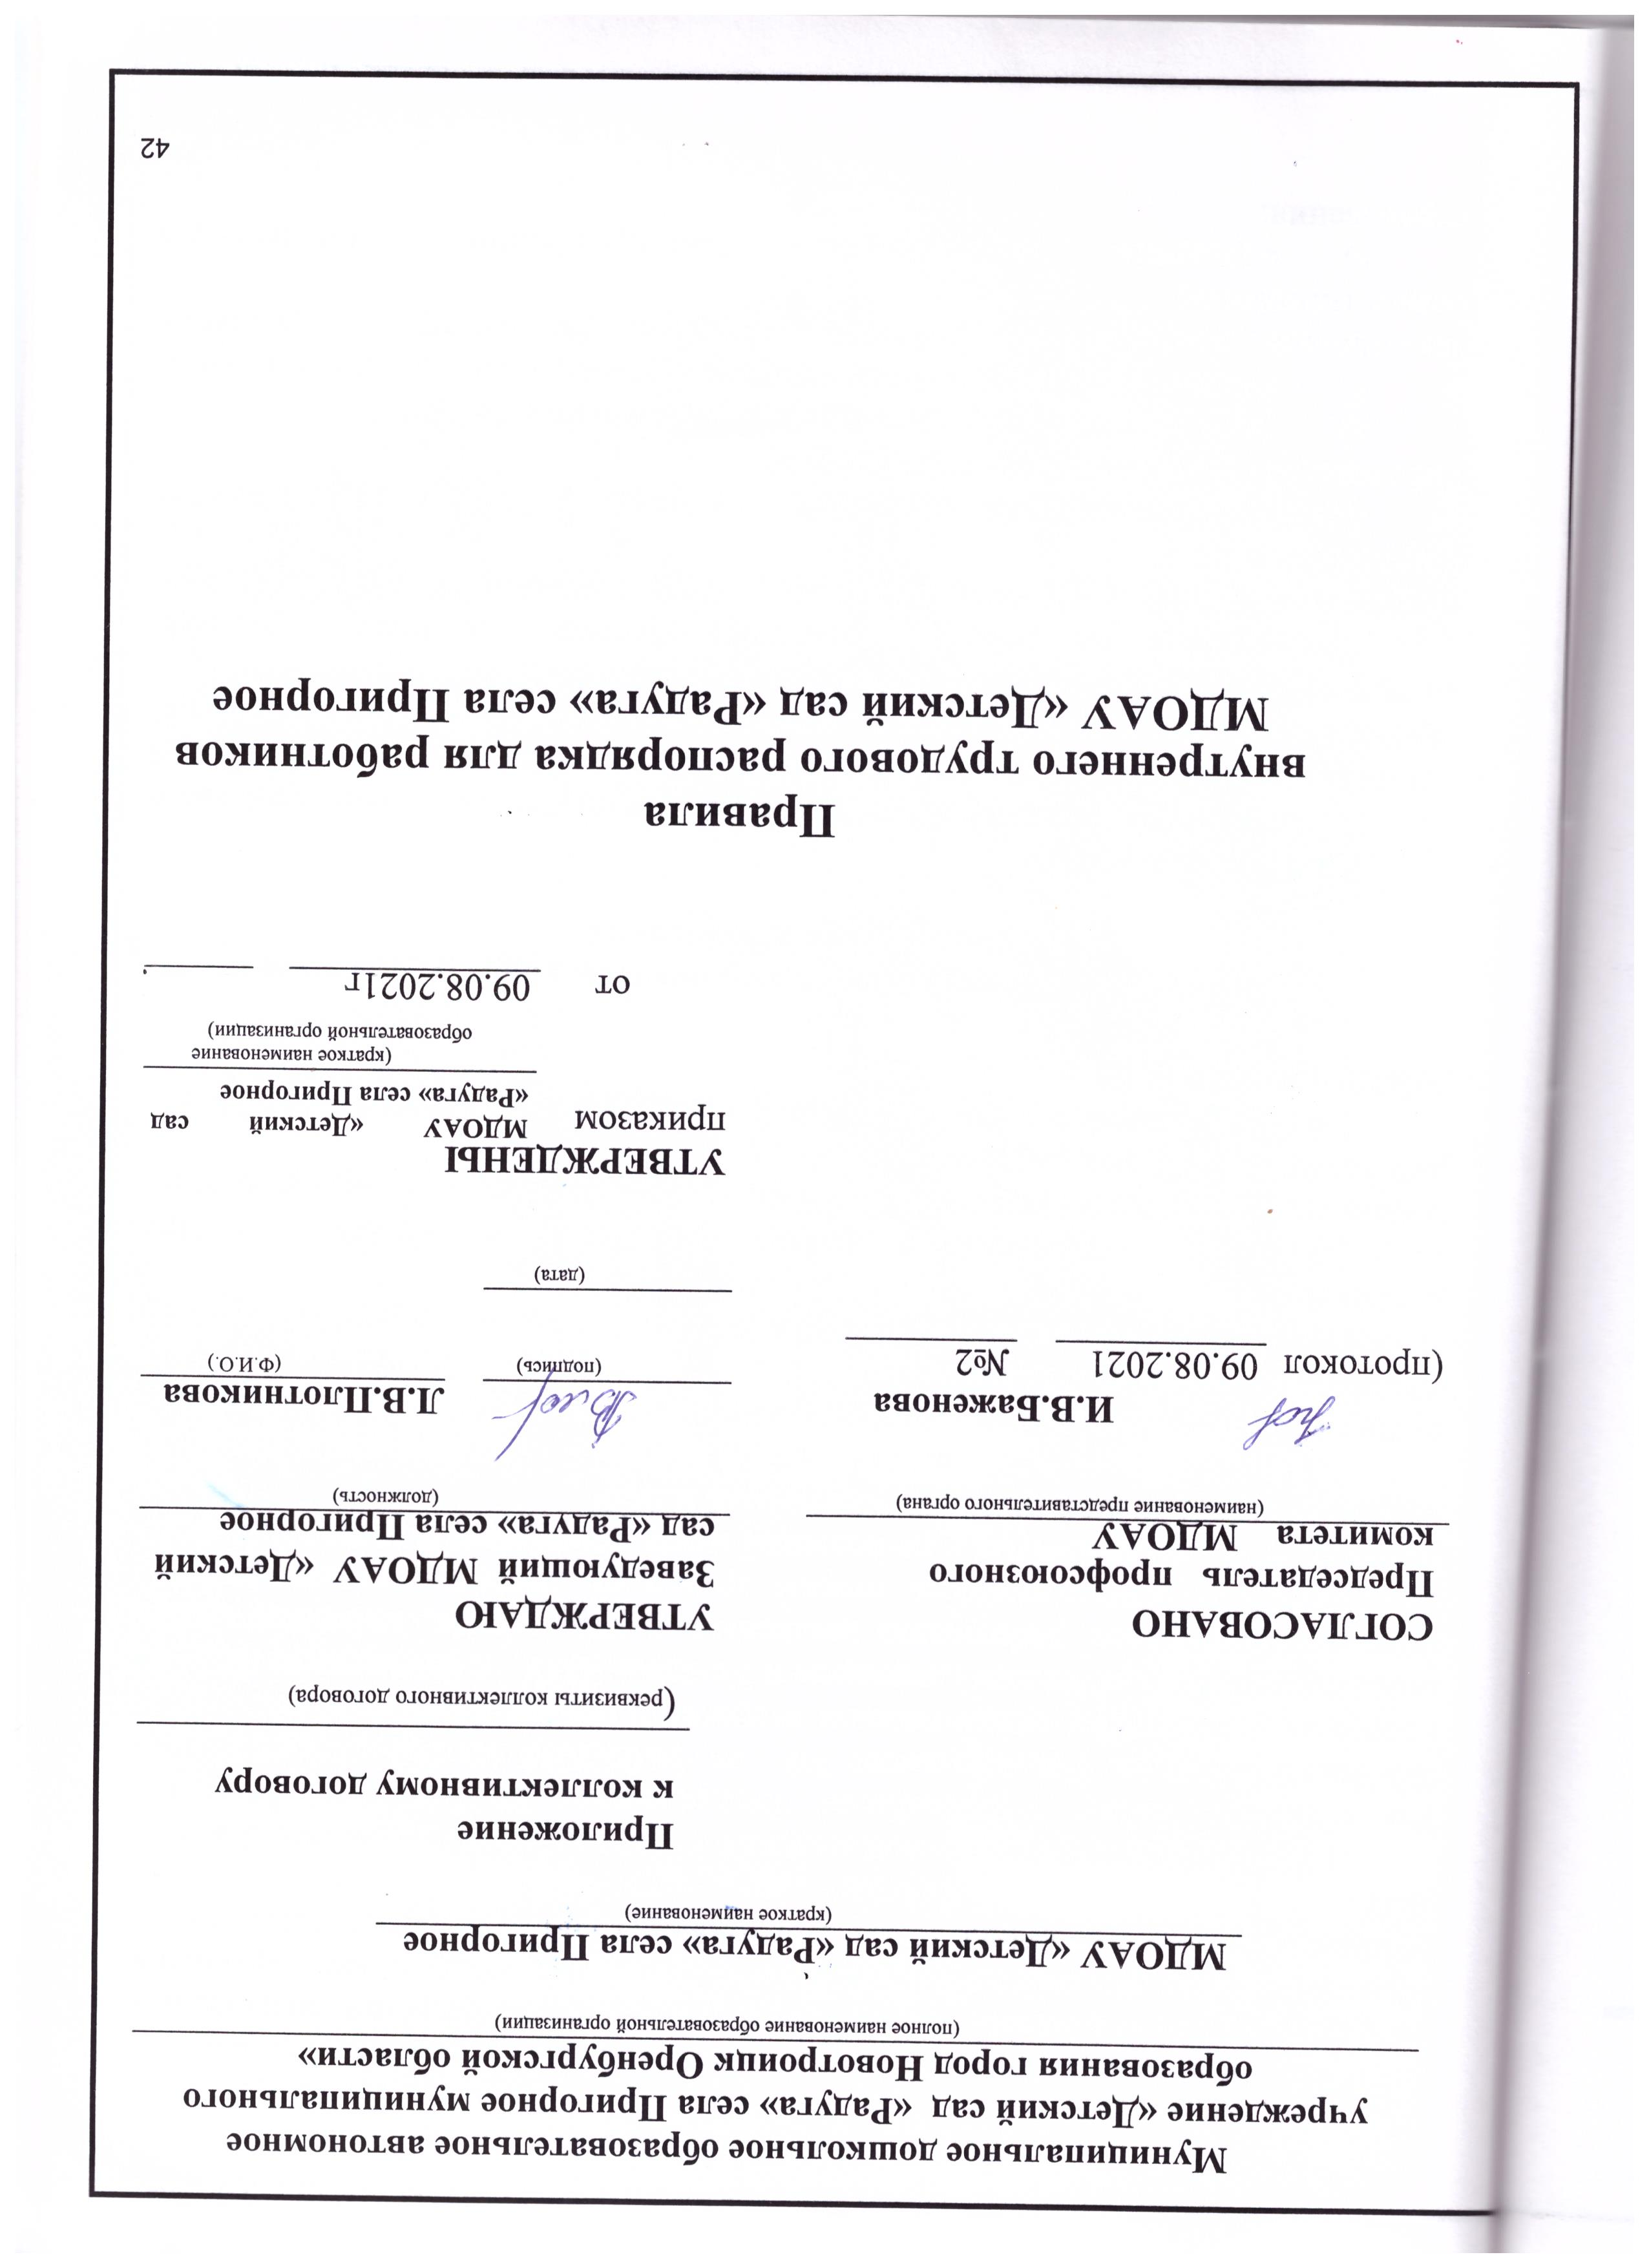 Муниципальное дошкольное образовательное автономное
учреждение «Детский сад «Радуга» села Пригорное муниципального
образования город Новотроицк Оренбургской области»
(полное наименование образовательной организации)
МДОАУ «Детский сад «Радуга» села Пригорное
(краткое наименование)
Приложение
к коллективному договору
(реквизиты коллективного договора)
СОГЛАСОВАНО
Председатель профсоюзного
комитета МДОАУ
(наименование представительного органа)
И.В.Баженова
(протокол 09.08.2021 №2
УТВЕРЖДАЮ
Заведующий МДОАУ «Детский
сад «Радуга» села Пригорное
(должность)
Л.В.Плотникова
(подпись) (Ф.И.О.)
(дата)
УТВЕРЖДЕНЫ
приказом МДОАУ «Детский сад
«Радуга» села Пригорное
(краткое наименование
образовательной организации)
от 09.08.2021г
Правила
внутреннего трудового распорядка для работников
МДОАУ «Детский сад «Радуга» села Пригорное
42